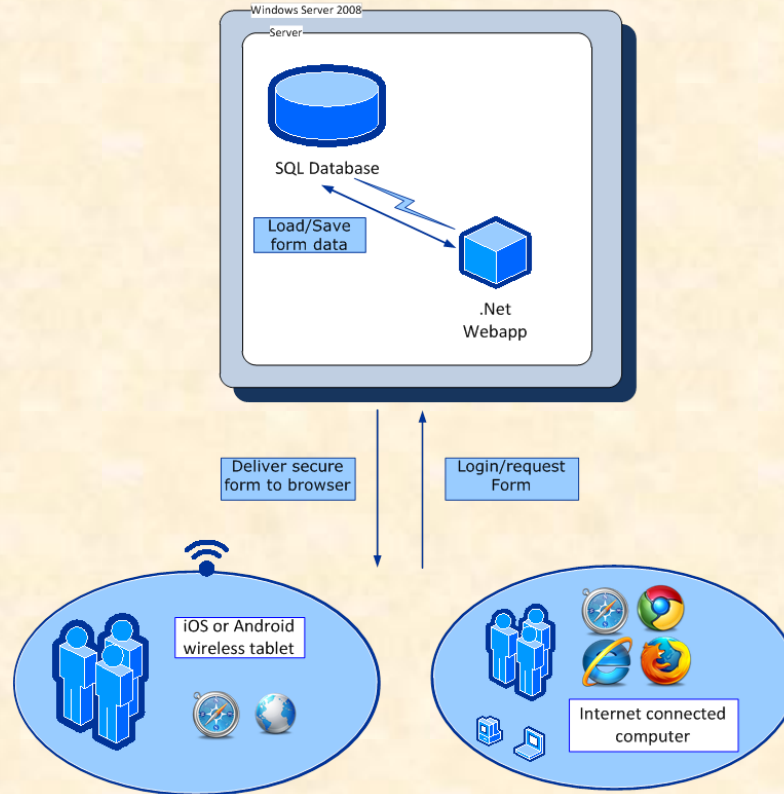 Windows Server 2008
Server
SQL Database
Load/Save
form data
.Net
Webapp
Deliver secure
form to browser
Login/request
Form
iOS or Android
wireless tablet
Internet connected
computer